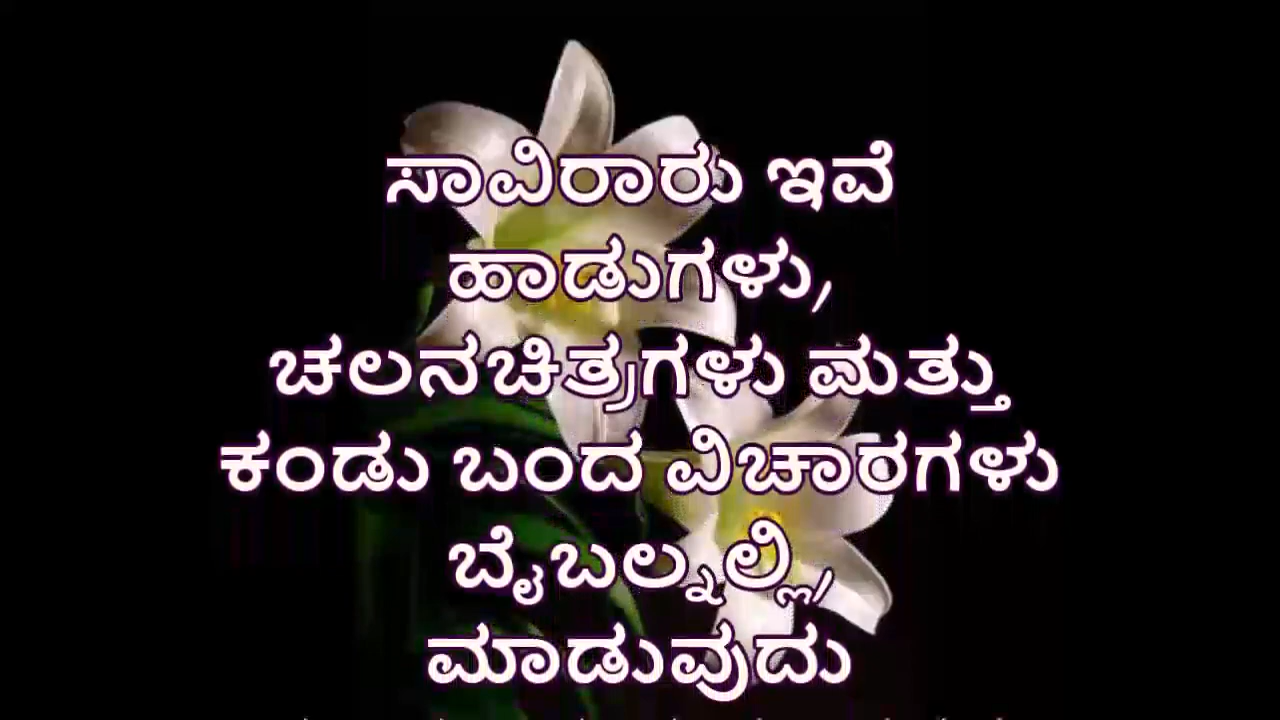 ಸಾವಿರಾರು ಇವೆ
ಹಾಡುಗಳು,
ಚಲನಚಿತ್ರಗಳು ಮತ್ತು
ಕಂಡು ಬಂದ ವಿಚಾರಗಳು
ಬೈಬಲ್ನಲ್ಲಿ,
ಮಾಡುವುದು